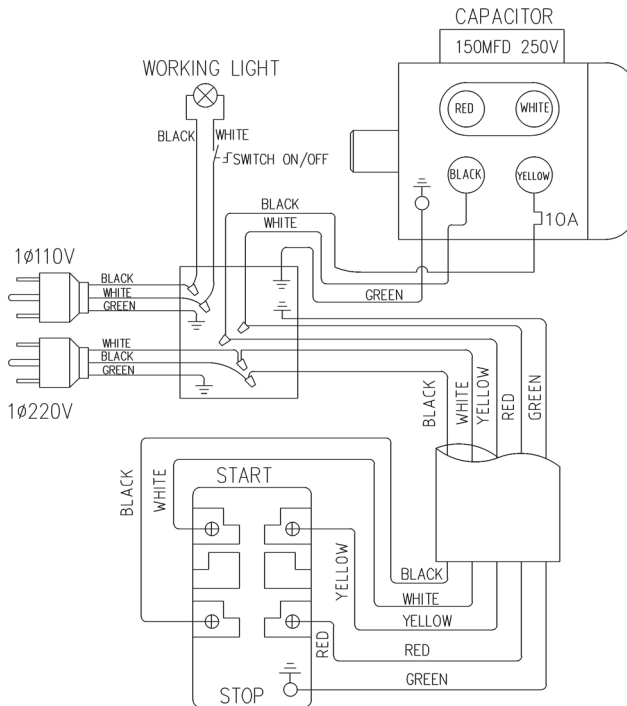 CAPACITOR
150MFD 250V
WORKING LIGHT
RED
WHITE
BLACK
WHITE
SWITCH ON/OFF
BLACK
YELLOW
BLACK
WHITE
10A
1ø110V
BLACK
WHITE
GREEN
GREEN
WHITE
BLACK
GREEN
1ø220V
BLACK
WHITE
YELLOW
RED
GREEN
BLACK
WHITE
START
YELLOW
BLACK
WHITE
YELLOW
RED
RED
GREEN
STOP